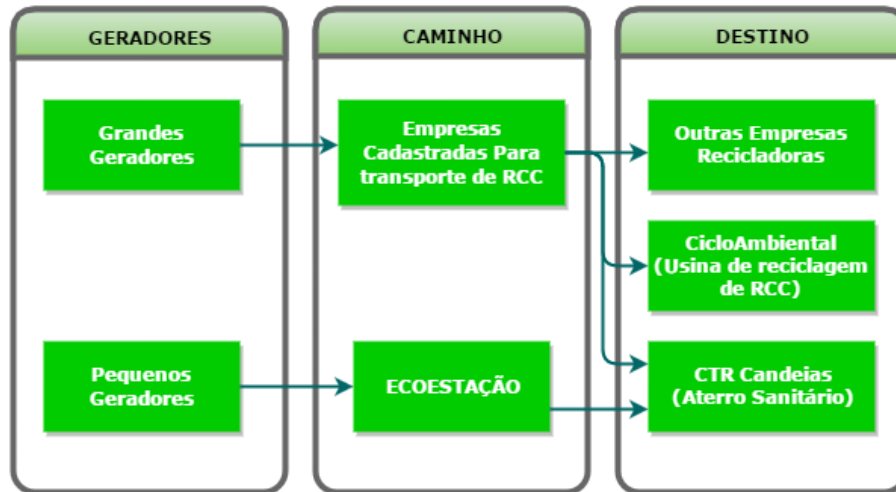 GERADORES
CAMINHO
DESTINO
Grandes
Geradores
Empresas
Cadastradas Para
transporte de RCC
Outras Empresas
Recicladoras
CicloAmbiental
(Usina de reciclagem
de RCC)
Pequenos
Geradores
ECOESTAÇÃO
CTR Candeias
(Aterro Sanitário)